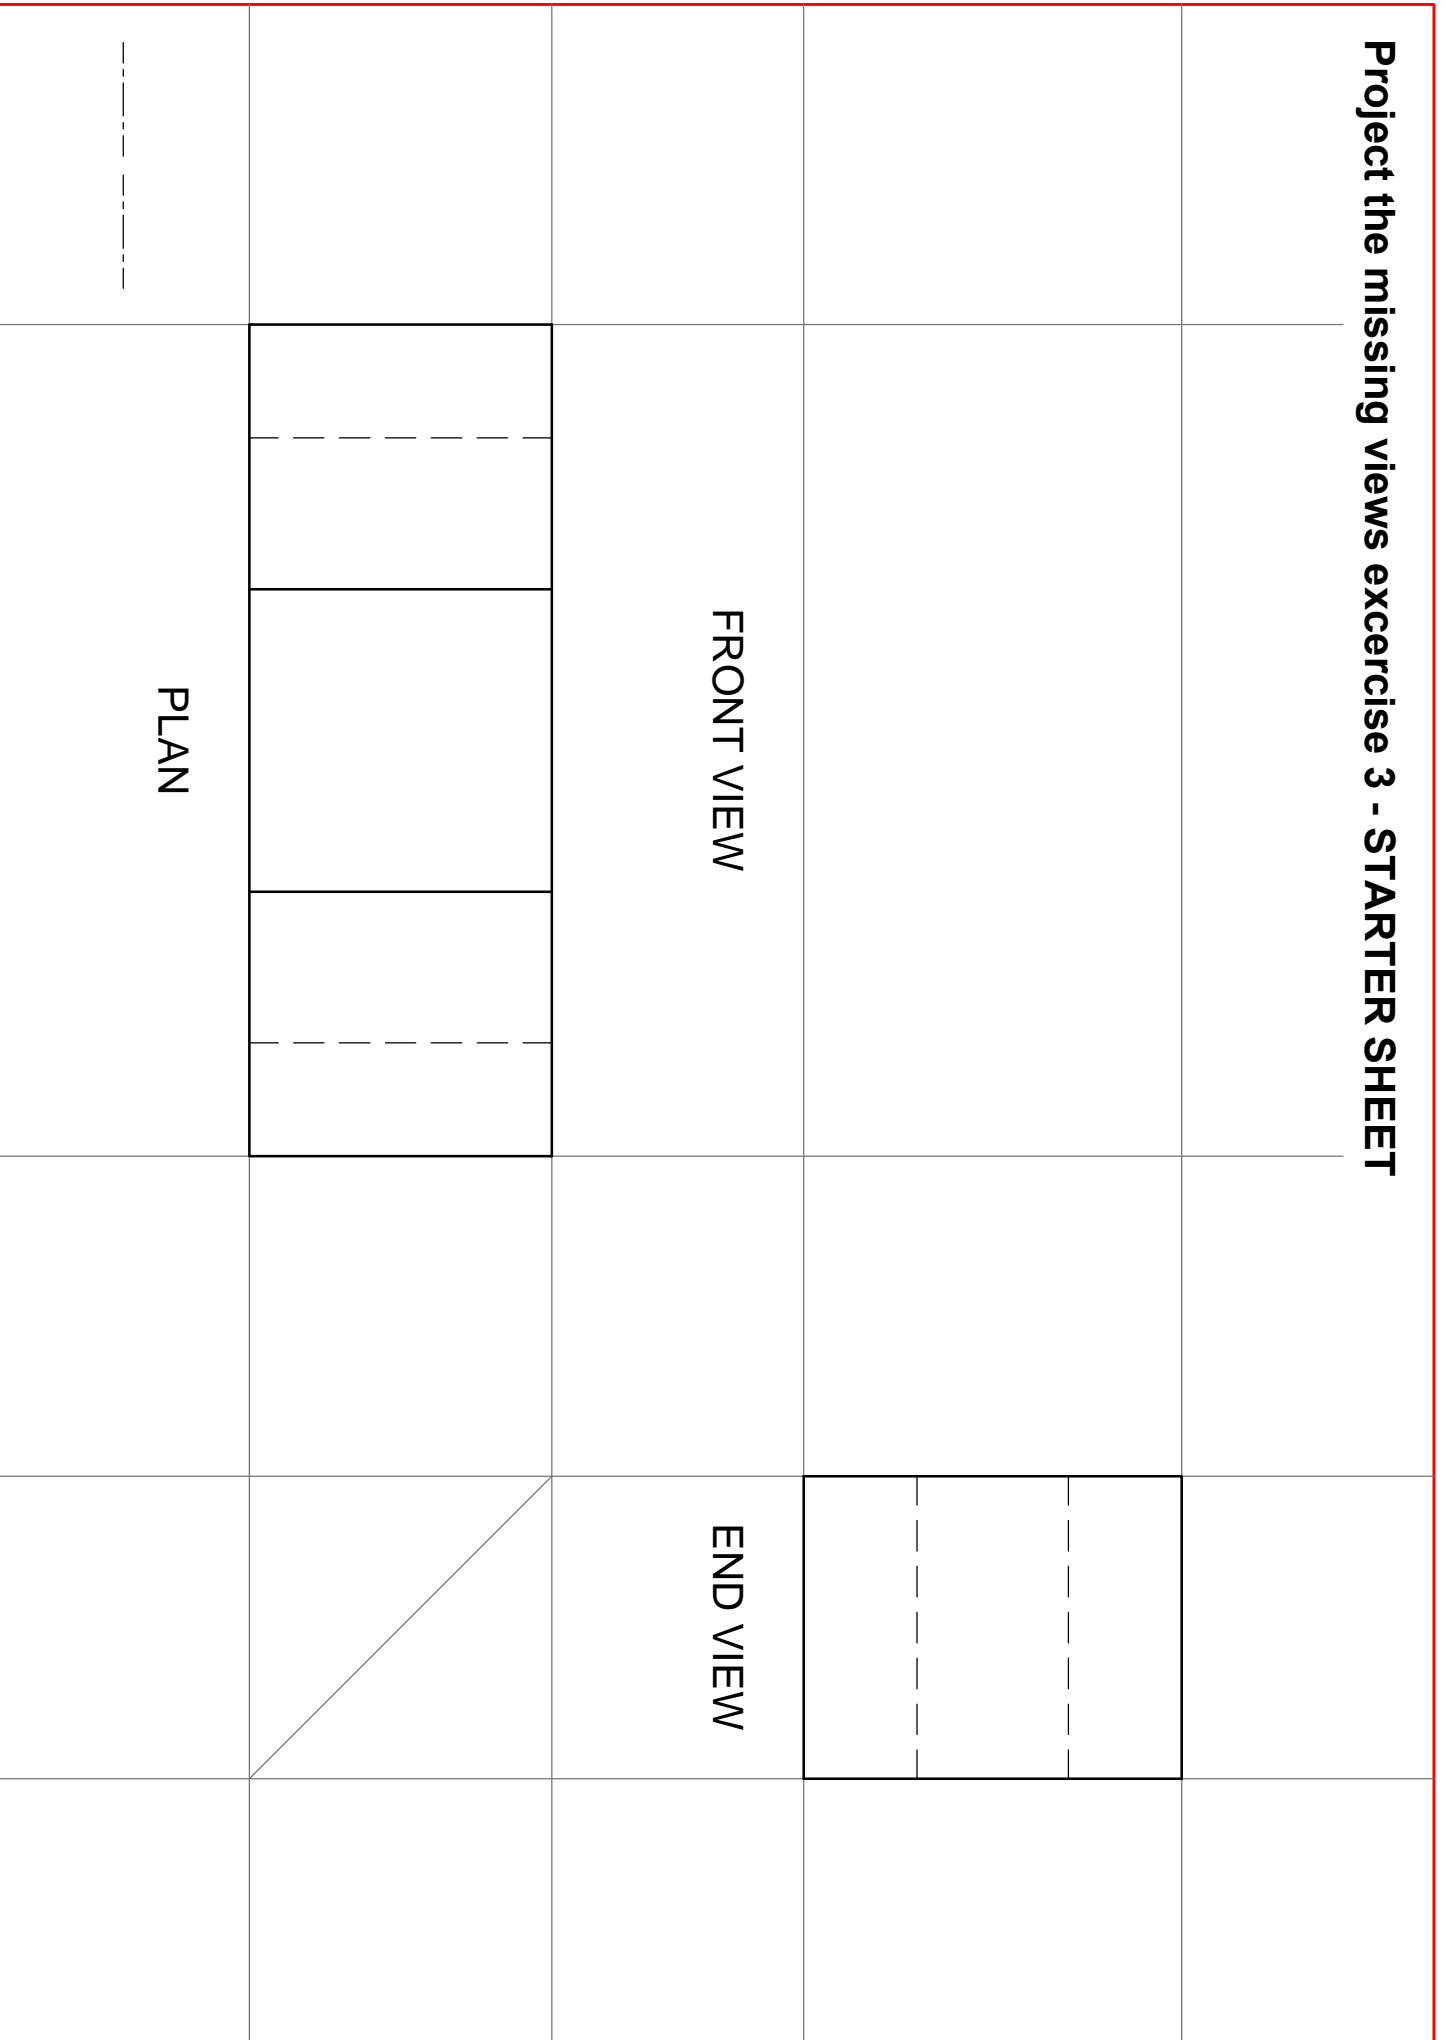 Project the missing views excercise 3 - STARTER SHEET
FRONT VIEW
END VIEW
PLAN